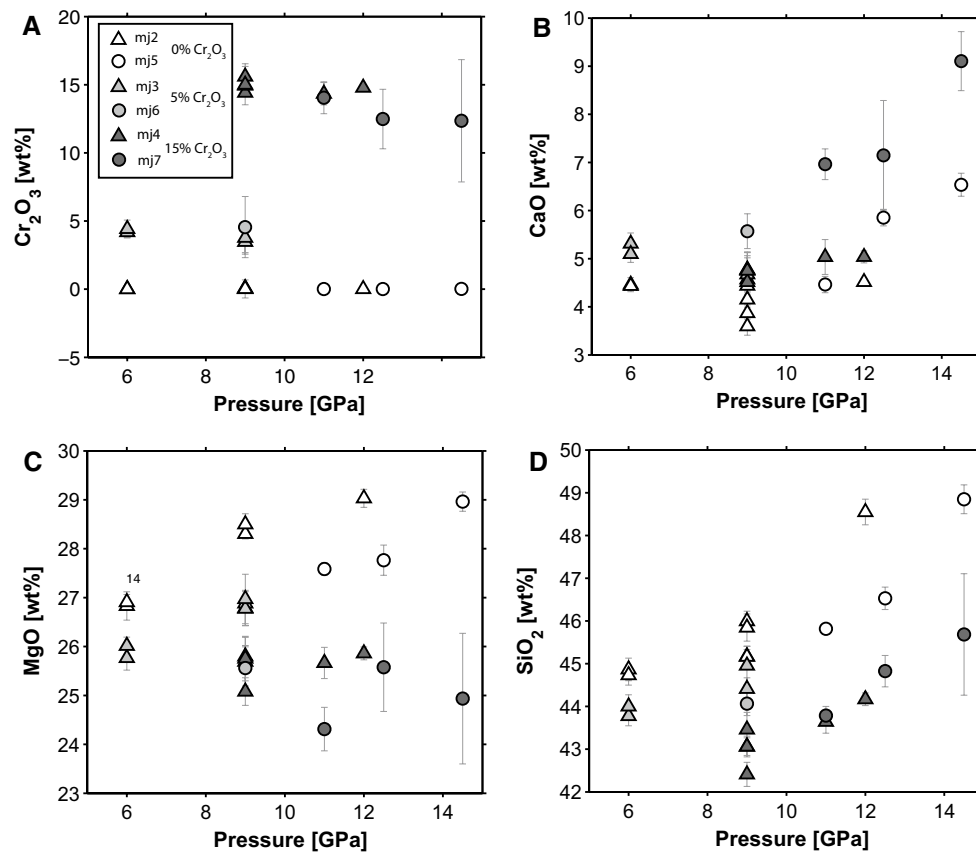 A
Cr2O3 [wt%]
20
15
10
5
0
−5
6
8
10
12
Pressure [GPa]
mj2
0% Cr2O3
mj5
mj3
5% Cr2O3
mj6
mj4
15% Cr2O3
mj7
B
CaO [wt%]
10
9
8
7
6
5
4
3
6
8
10
12
14
Pressure [GPa]
C
MgO [wt%]
30
29
28
27
26
25
24
23
14
6
8
10
12
Pressure [GPa]
D
SiO2 [wt%]
50
49
48
47
46
45
44
43
42
6
8
10
12
14
Pressure [GPa]